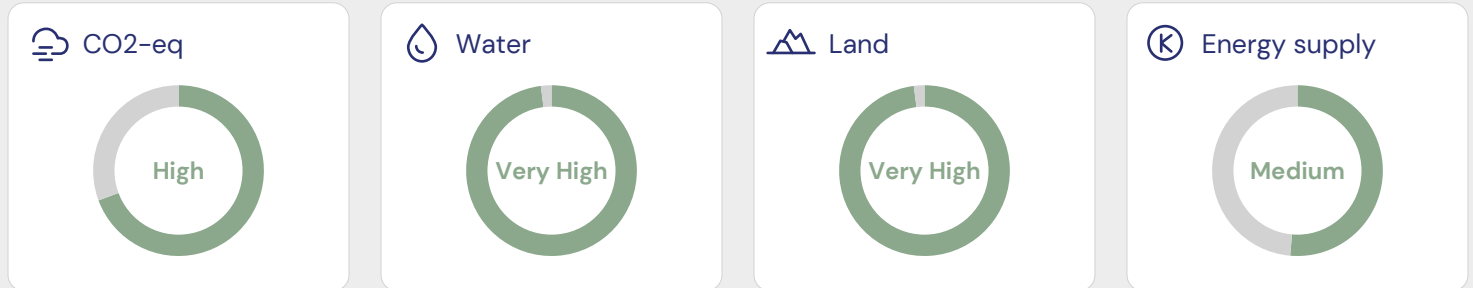 CO2-eq
High
Water
Very High
Land
Very High
Energy supply
Medium